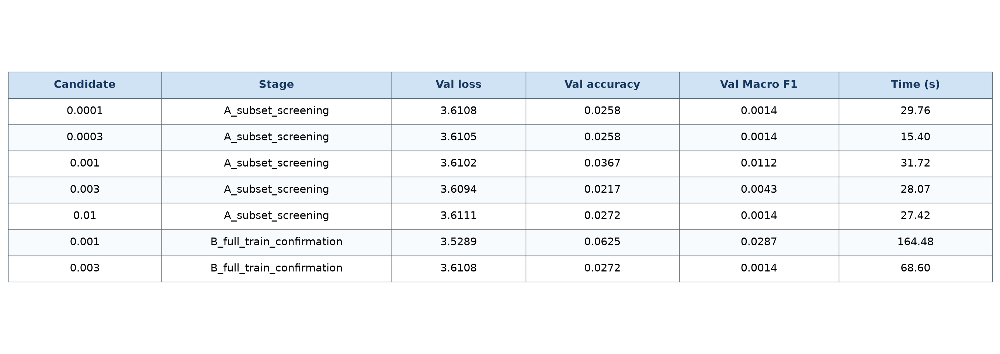 Candidate Stage Val loss Val accuracy Val Macro F1 Time (s)
0.0001 A_subset_screening 3.6108 0.0258 0.0014 29.76
0.0003 A_subset_screening 3.6105 0.0258 0.0014 15.40
0.001 A_subset_screening 3.6102 0.0367 0.0112 31.72
0.003 A_subset_screening 3.6094 0.0217 0.0043 28.07
0.01 A_subset_screening 3.6111 0.0272 0.0014 27.42
0.001 B_full_train_confirmation 3.5289 0.0625 0.0287 164.48
0.003 B_full_train_confirmation 3.6108 0.0272 0.0014 68.60